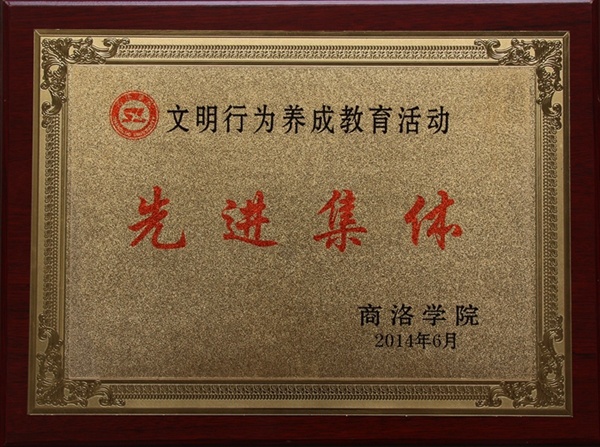 文明行为养成教育活动
先进集体
商洛学院
2014年6月